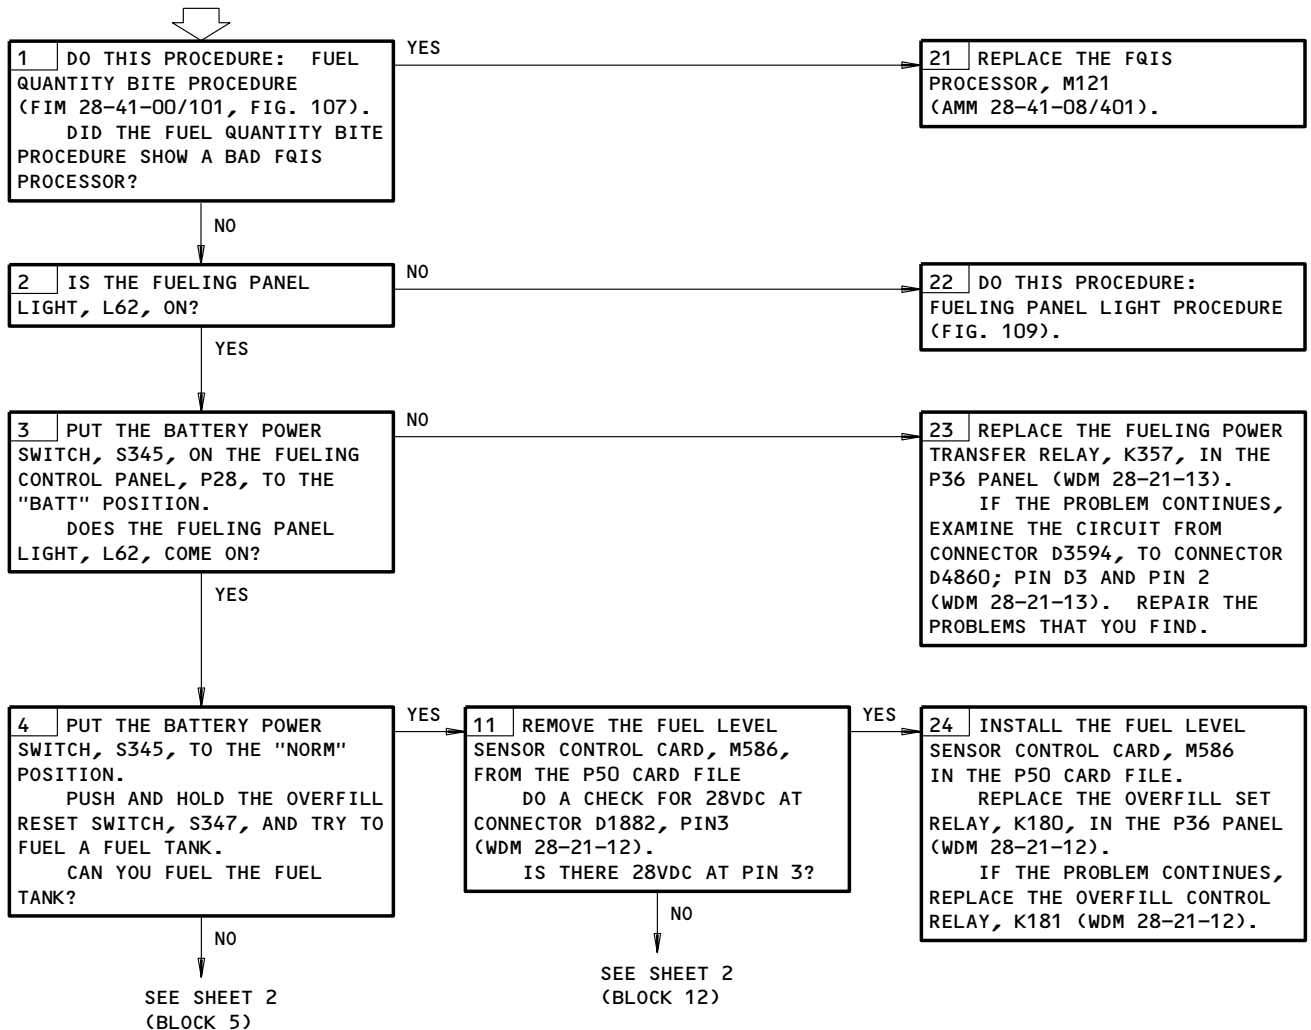 1 DO THIS PROCEDURE: FUEL
QUANTITY BITE PROCEDURE
(FIM 28-41-00/101, FIG. 107).
DID THE FUEL QUANTITY BITE
PROCEDURE SHOW A BAD FQIS
PROCESSOR?
YES
21 REPLACE THE FQIS
PROCESSOR, M121
(AMM 28-41-08/401).
NO
2 IS THE FUELING PANEL
LIGHT, L62, ON?
NO
22 DO THIS PROCEDURE:
FUELING PANEL LIGHT PROCEDURE
(FIG. 109).
YES
3 PUT THE BATTERY POWER
SWITCH, S345, ON THE FUELING
CONTROL PANEL, P28, TO THE
"BATT" POSITION.
DOES THE FUELING PANEL
LIGHT, L62, COME ON?
NO
23 REPLACE THE FUELING POWER
TRANSFER RELAY, K357, IN THE
P36 PANEL (WDM 28-21-13).
IF THE PROBLEM CONTINUES,
EXAMINE THE CIRCUIT FROM
CONNECTOR D3594, TO CONNECTOR
D4860; PIN D3 AND PIN 2
(WDM 28-21-13). REPAIR THE
PROBLEMS THAT YOU FIND.
YES
4 PUT THE BATTERY POWER
SWITCH, S345, TO THE "NORM"
POSITION.
PUSH AND HOLD THE OVERFILL
RESET SWITCH, S347, AND TRY TO
FUEL A FUEL TANK.
CAN YOU FUEL THE FUEL
TANK?
YES
11 REMOVE THE FUEL LEVEL
SENSOR CONTROL CARD, M586,
FROM THE P50 CARD FILE
DO A CHECK FOR 28VDC AT
CONNECTOR D1882, PIN3
(WDM 28-21-12).
IS THERE 28VDC AT PIN 3?
YES
24 INSTALL THE FUEL LEVEL
SENSOR CONTROL CARD, M586
IN THE P50 CARD FILE.
REPLACE THE OVERFILL SET
RELAY, K180, IN THE P36 PANEL
(WDM 28-21-12).
IF THE PROBLEM CONTINUES,
REPLACE THE OVERFILL CONTROL
RELAY, K181 (WDM 28-21-12).
NO
SEE SHEET 2
(BLOCK 5)
NO
SEE SHEET 2
(BLOCK 12)